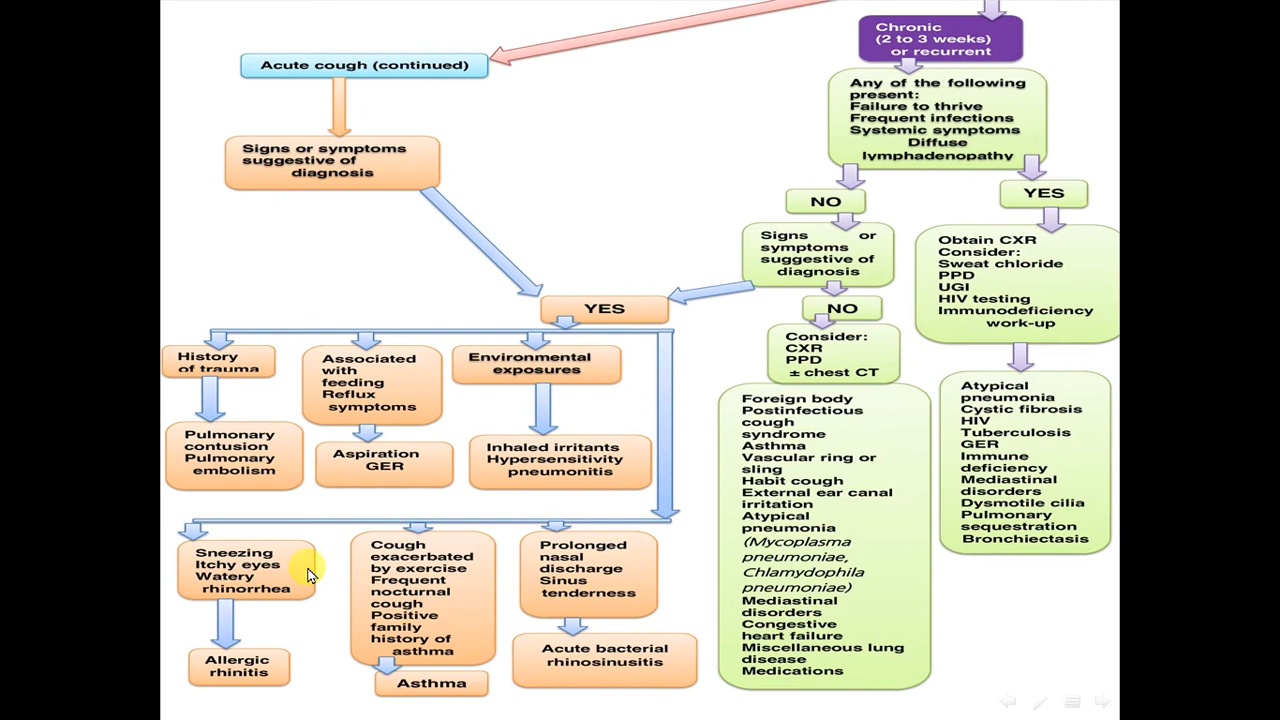 Chronic
(2 to 3 weeks)
or recurrent
Acute cough (continued)
Any of the following
present:
Failure to thrive
Frequent infections
Systemic symptoms
Diffuse
lymphadenopathy
Signs or symptoms
suggestive of
diagnosis
NO
YES
Signs or
symptoms
suggestive of
diagnosis
Obtain CXR
Consider:
Sweat chloride
PPD
UGI
HIV testing
Immunodeficiency
work-up
YES
NO
Consider:
CXR
PPD
± chest CT
History
of trauma
Associated
with
feeding
Reflux
symptoms
Environmental
exposures
Pulmonary
contusion
Pulmonary
embolism
Aspiration
GER
Inhaled irritants
Hypersensitivity
pneumonitis
Foreign body
Postinfectious
cough
syndrome
Asthma
Vascular ring or
sling
Habit cough
External ear canal
irritation
Atypical
pneumonia
(Mycoplasma
pneumoniae,
Chlamydophila
pneumoniae)
Mediastinal
disorders
Congestive
heart failure
Miscellaneous lung
disease
Medications
Atypical
pneumonia
Cystic fibrosis
HIV
Tuberculosis
GER
Immune
deficiency
Mediastinal
disorders
Dysmotile cilia
Pulmonary
sequestration
Bronchiectasis
Sneezing
Itchy eyes
Watery
rhinorrhea
Cough
exacerbated
by exercise
Frequent
nocturnal
cough
Positive
family
history of
asthma
Prolonged
nasal
discharge
Sinus
tenderness
Allergic
rhinitis
Asthma
Acute bacterial
rhinosinusitis